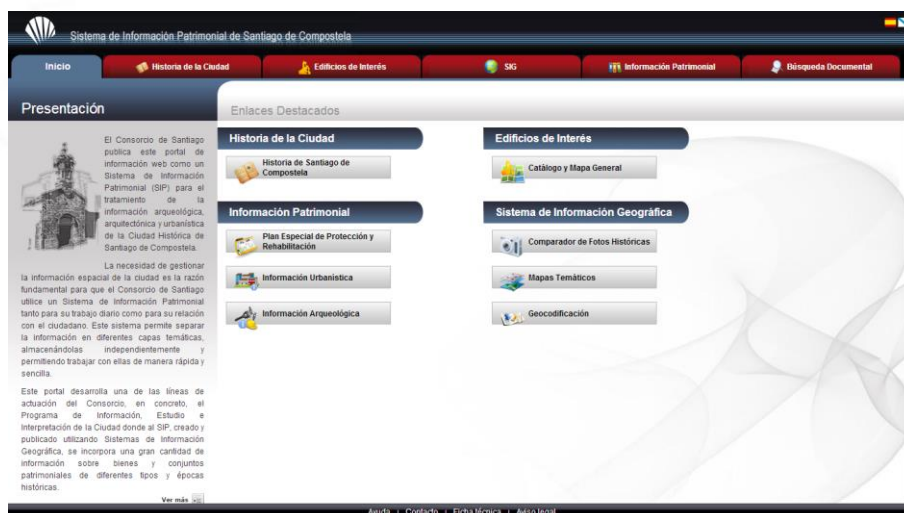 Sistema de Información Patrimonial de Santiago de Compostela
Inicio
Historia de la Ciudad
Edificios de Interés
SIG
Información Patrimonial
Búsqueda Documental
Presentación
Enlaces Destacados
El Consorcio de Santiago
publica este portal de
información web como un
Sistema de Información
Patrimonial (SIP) para el
tratamiento de la
información arqueológica,
arquitectónica y urbanística
de la Ciudad Histórica de
Santiago de Compostela.
La necesidad de gestionar
la información espacial de la ciudad es la razón
fundamental para que el Consorcio de Santiago
utilice un Sistema de Información Patrimonial
tanto para su trabajo diario como para su relación
con el ciudadano. Este sistema permite separar
la información en diferentes capas temáticas,
almacenándolas independientemente y
permitiendo trabajar con ellas de manera rápida y
sencilla.
Este portal desarrolla una de las líneas de
actuación del Consorcio, en concreto, el
Programa de Información, Estudio e
Interpretación de la Ciudad donde al SIP, creado y
publicado utilizando Sistemas de Información
Geográfica, se incorpora una gran cantidad de
información sobre bienes y conjuntos
patrimoniales de diferentes tipos y épocas
históricas.
Ver más
Historia de la Ciudad
Historia de Santiago de
Compostela
Edificios de Interés
Catálogo y Mapa General
Información Patrimonial
Plan Especial de Protección y
Rehabilitación
Información Urbanística
Información Arqueológica
Sistema de Información Geográfica
Comparador de Fotos Históricas
Mapas Temáticos
Geocodificación
Ayuda | Contacto | Ficha técnica | Aviso legal